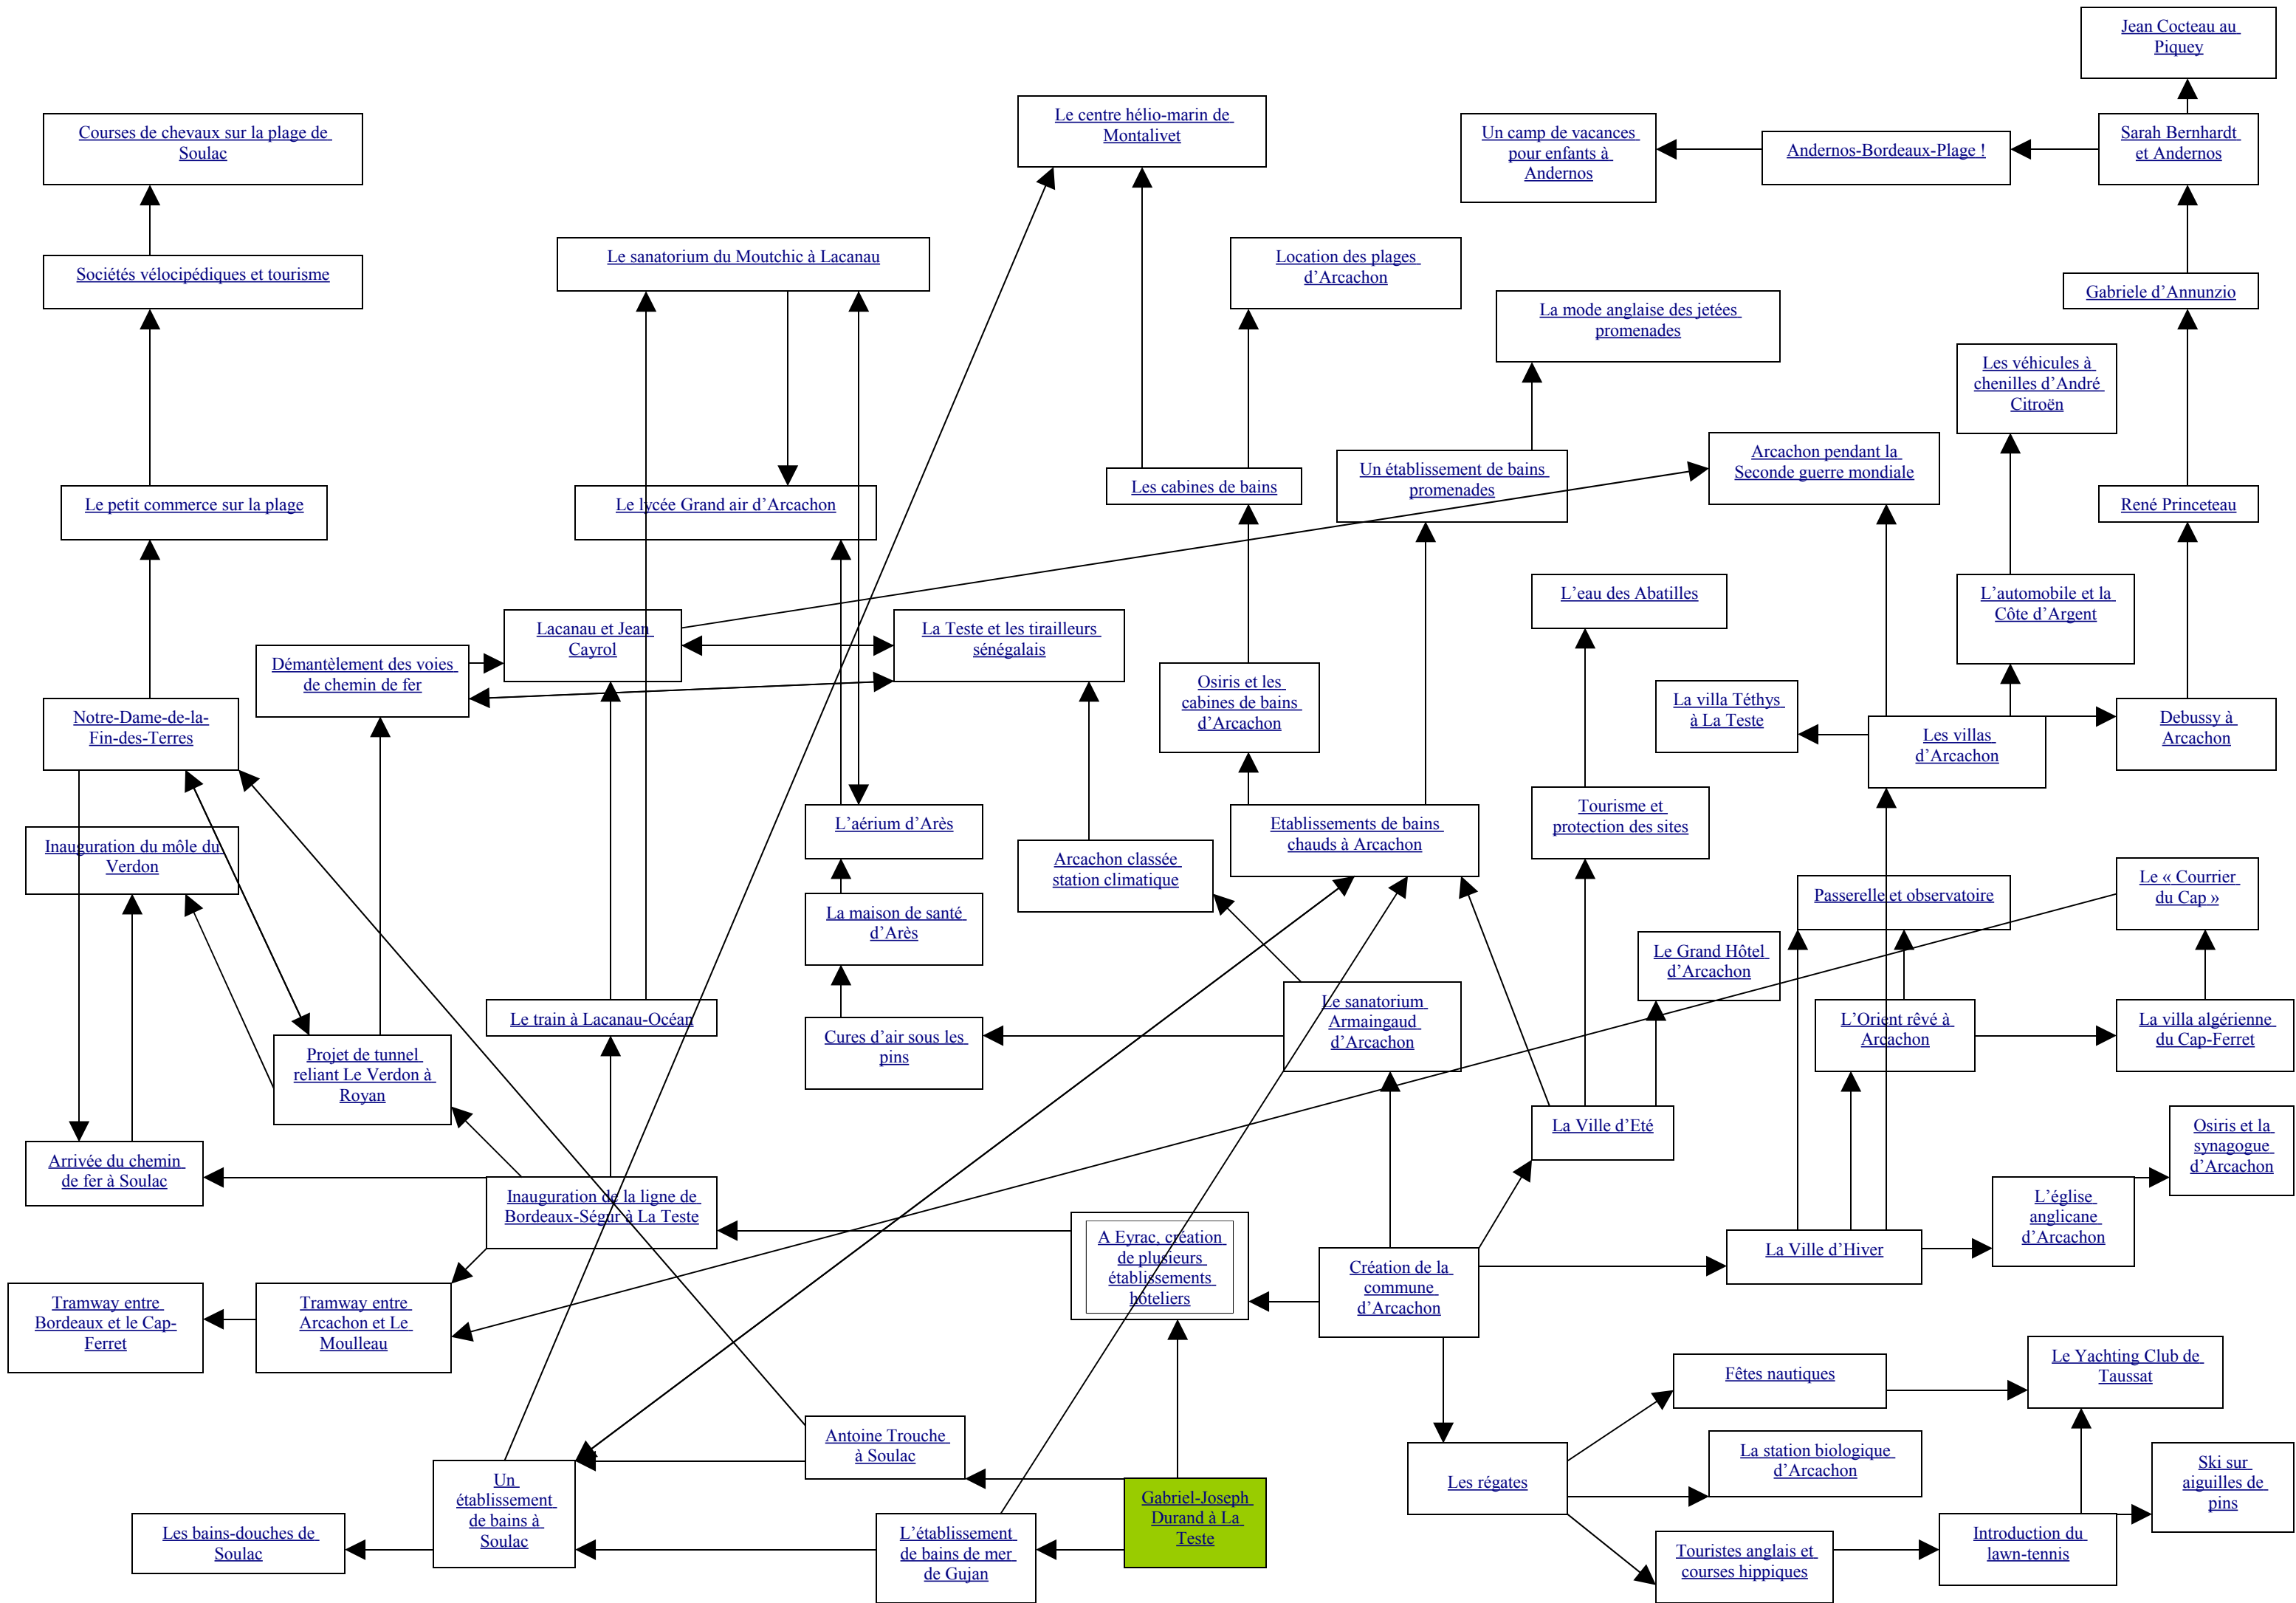 Jean Cocteau au
Piquey
Courses de chevaux sur la plage de
Soulac
Le centre hélio-marin de
Montalivet
Un camp de vacances
pour enfants à
Andernos
Andernos-Bordeaux-Plage !
Sarah Bernhardt
et Andernos
Sociétés vélocipédiques et tourisme
Le sanatorium du Moutchic à Lacanau
Location des plages
d’Arcachon
La mode anglaise des jetées
promenades
Gabriele d’Annunzio
Les véhicules à
chenilles d’André
Citroën
Le petit commerce sur la plage
Le lycée Grand air d’Arcachon
Les cabines de bains
Un établissement de bains
promenades
Arcachon pendant la
Seconde guerre mondiale
René Princeteau
Démantèlement des voies
de chemin de fer
Lacanau et Jean
Cayrol
La Teste et les tirailleurs
sénégalais
L’eau des Abatilles
L’automobile et la
Côte d’Argent
Notre-Dame-de-la-
Fin-des-Terres
Osiris et les
cabines de bains
d’Arcachon
La villa Téthys
à La Teste
Les villas
d’Arcachon
Debussy à
Arcachon
Inauguration du môle du
Verdon
L’aérium d’Arès
Arcachon classée
station climatique
Etablissements de bains
chauds à Arcachon
Tourisme et
protection des sites
Passerelle et observatoire
Le « Courrier
du Cap »
La maison de santé
d’Arès
Le Grand Hôtel
d’Arcachon
Projet de tunnel
reliant Le Verdon à
Royan
Le train à Lacanau-Océan
Cures d’air sous les
pins
Le sanatorium
Armaingaud
d’Arcachon
L’Orient rêvé à
Arcachon
La villa algérienne
du Cap-Ferret
Arrivée du chemin
de fer à Soulac
Inauguration de la ligne de
Bordeaux-Ségur à La Teste
La Ville d’Eté
Osiris et la
synagogue
d’Arcachon
A Eyrac, création
de plusieurs
établissements
hôteliers
Création de la
commune
d’Arcachon
La Ville d’Hiver
L’église
anglicane
d’Arcachon
Tramway entre
Bordeaux et le Cap-
Ferret
Tramway entre
Arcachon et Le
Moulleau
Fêtes nautiques
Le Yachting Club de
Taussat
Antoine Trouche
à Soulac
Les régates
La station biologique
d’Arcachon
Ski sur
aiguilles de
pins
Les bains-douches de
Soulac
Un
établissement
de bains à
Soulac
L’établissement
de bains de mer
de Gujan
Gabriel-Joseph
Durand à La
Teste
Touristes anglais et
courses hippiques
Introduction du
lawn-tennis